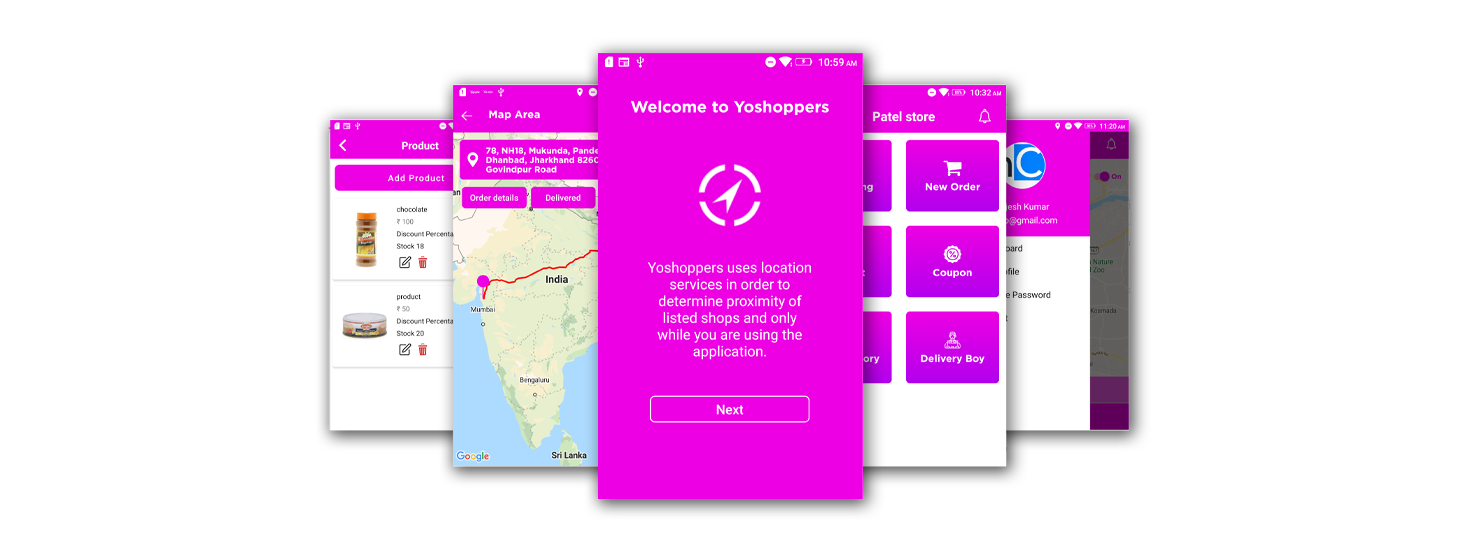 Product
Add Product
chocolate
₹ 100
Discount Percenta
Stock 18
product
₹ 50
Discount Percenta
Stock 20
Map Area
78, NH18, Mukunda, Pande
Dhanbad, Jharkhand 8260
Govindpur Road
Order details
Delivered
India
Mumbai
Bengaluru
Sri Lanka
Google
10:59 AM
Welcome to Yoshoppers
Yoshoppers uses location
services in order to
determine proximity of
listed shops and only
while you are using the
application.
Next
10:32 AM
Patel store
ng
New Order
t
Coupon
ory
Delivery Boy
11:20 AM
C
On
esh Kumar
@gmail.com
oard
file
e Password
t
Nature
Zoo
Kosmada